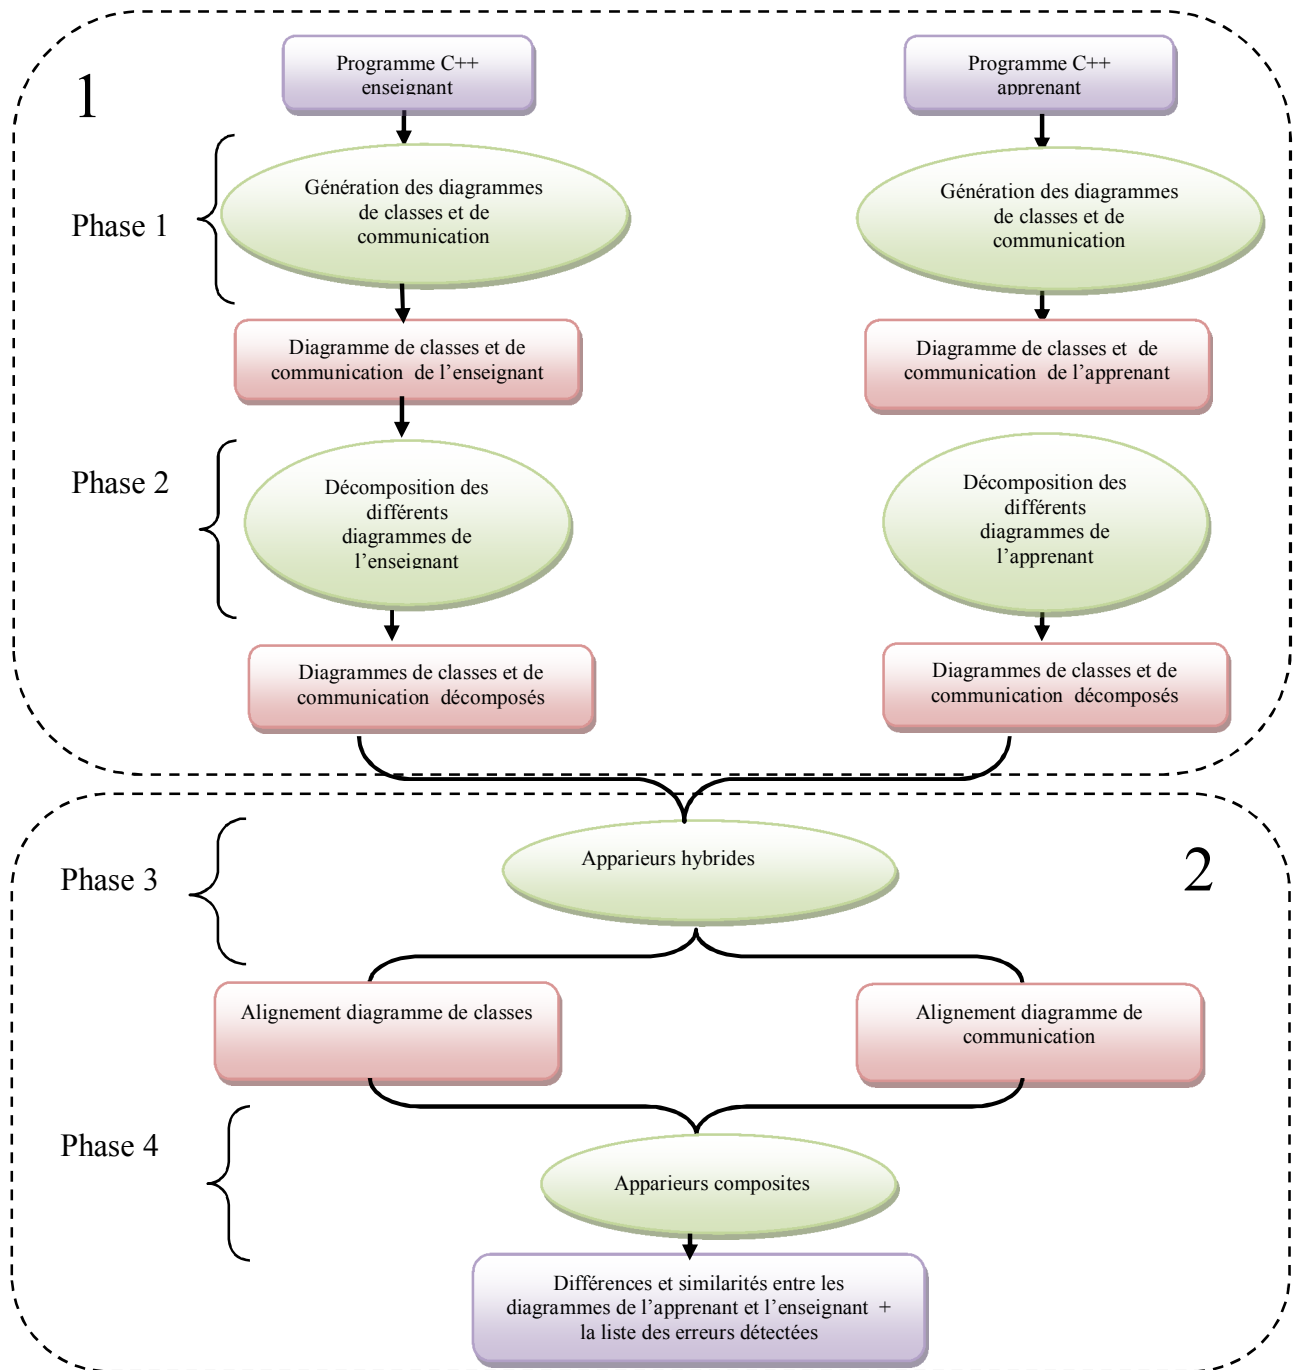 1
Programme C++
enseignant
Programme C++
apprenant
Phase 1
Génération des diagrammes
de classes et de
communication
Génération des diagrammes
de classes et de
communication
Diagramme de classes et de
communication de l’enseignant
Diagramme de classes et de
communication de l’apprenant
Phase 2
Décomposition des
différents
diagrammes de
l’enseignant
Décomposition des
différents
diagrammes de
l’apprenant
Diagrammes de classes et de
communication décomposés
Diagrammes de classes et de
communication décomposés
Phase 3
Apparieurs hybrides
2
Alignement diagramme de classes
Alignement diagramme de
communication
Phase 4
Apparieurs composites
Différences et similarités entre les
diagrammes de l’apprenant et l’enseignant +
la liste des erreurs détectées